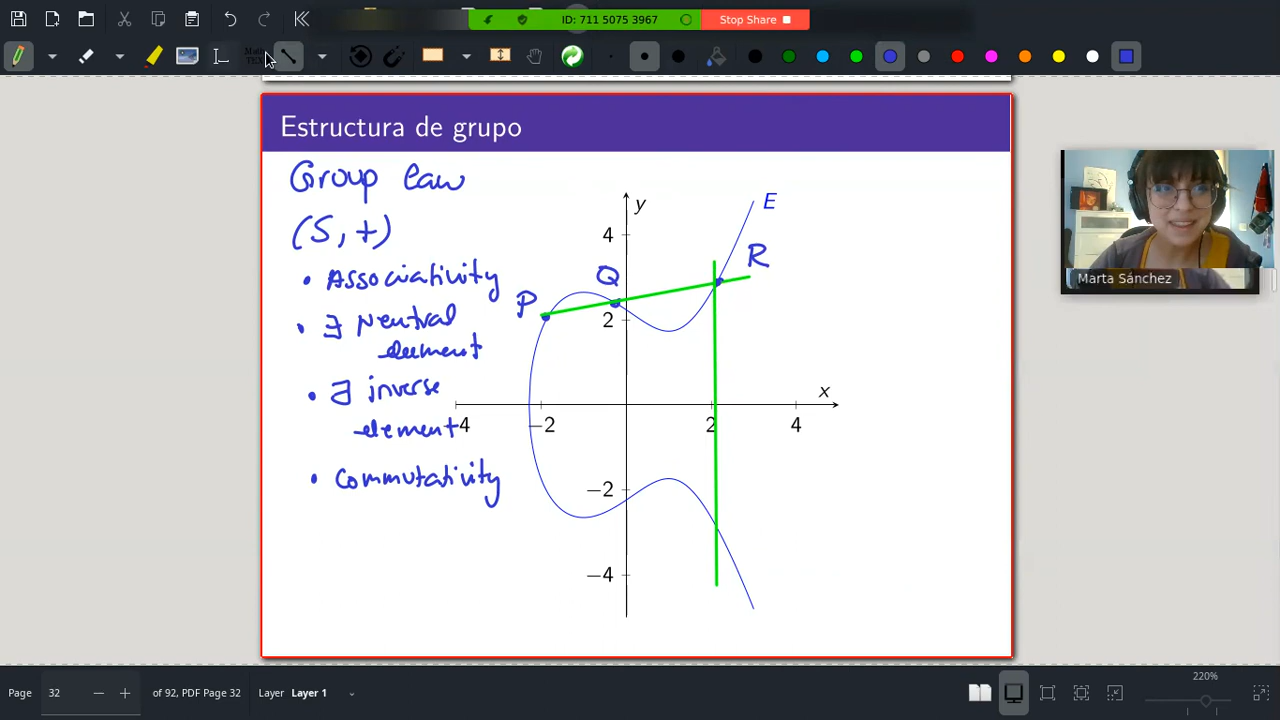 ID: 711 5075 3967
Stop Share
Estructura de grupo
Group law
(S, +)
• Associativity
• ∃ Neutral
element
• ∃ inverse
element
• Commutativity
y
E
4
R
Q
P
2
x
−4
−2
2
4
−2
−4
Marta Sánchez
Page
32
of 92, PDF Page 32
Layer
Layer 1
220%